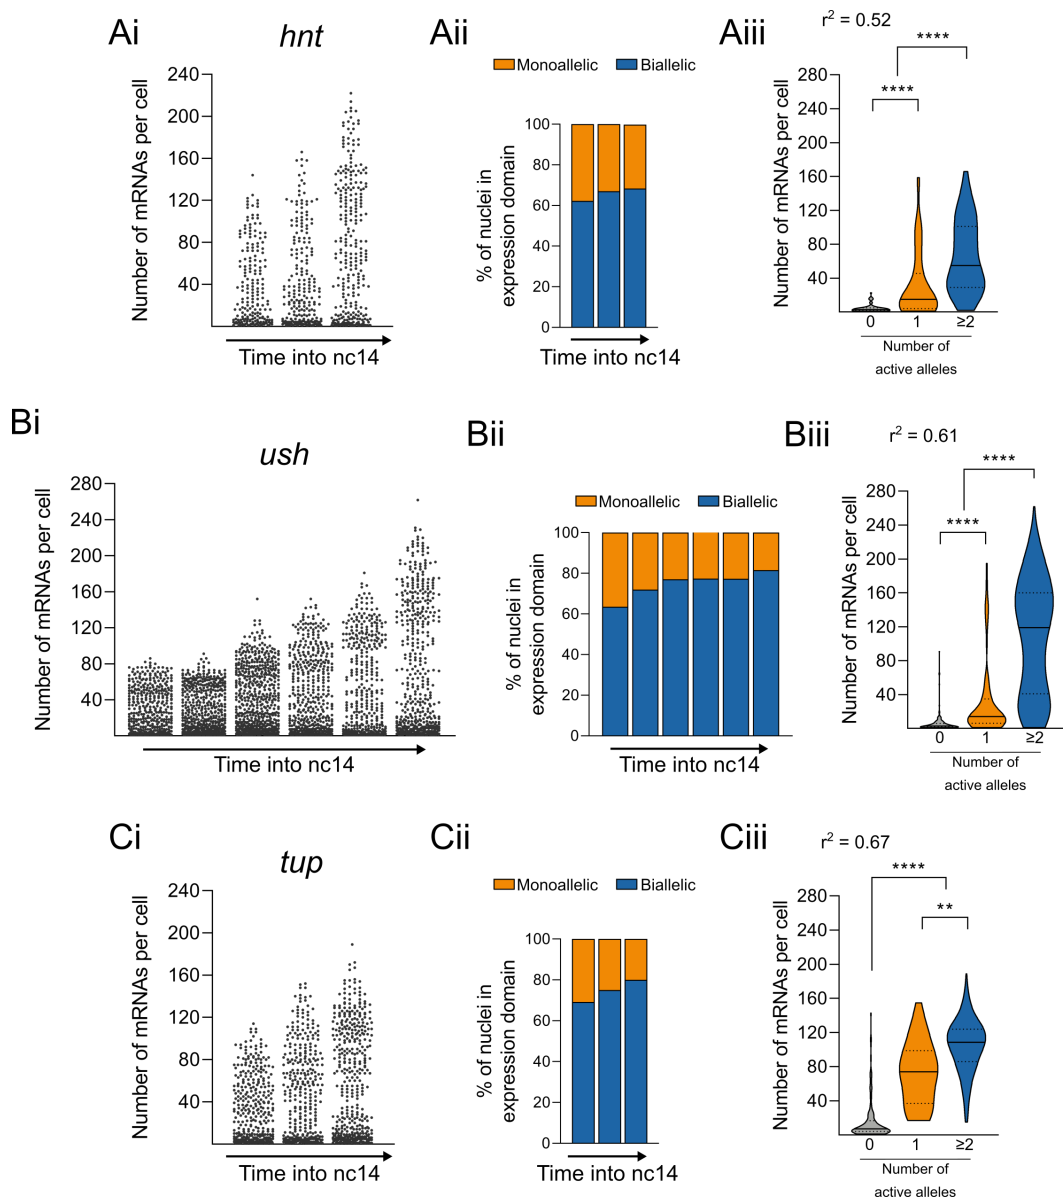 Ai
hnt
Number of mRNAs per cell
240
200
160
120
80
40
Time into nc14
Aii
Monoallelic Biallelic
% of nuclei in
expression domain
100
80
60
40
20
0
Time into nc14
Aiii
r² = 0.52
****
****
Number of mRNAs per cell
280
240
200
160
120
80
40
0 1 ≥2
Number of
active alleles
Bi
ush
Number of mRNAs per cell
280
240
200
160
120
80
40
Time into nc14
Bii
Monoallelic Biallelic
% of nuclei in
expression domain
100
80
60
40
20
0
Time into nc14
Biii
r² = 0.61
****
****
Number of mRNAs per cell
280
240
200
160
120
80
40
0 1 ≥2
Number of
active alleles
Ci
tup
Number of mRNAs per cell
240
200
160
120
80
40
Time into nc14
Cii
Monoallelic Biallelic
% of nuclei in
expression domain
100
80
60
40
20
0
Time into nc14
Ciii
r² = 0.67
****
**
Number of mRNAs per cell
280
240
200
160
120
80
40
0 1 ≥2
Number of
active alleles